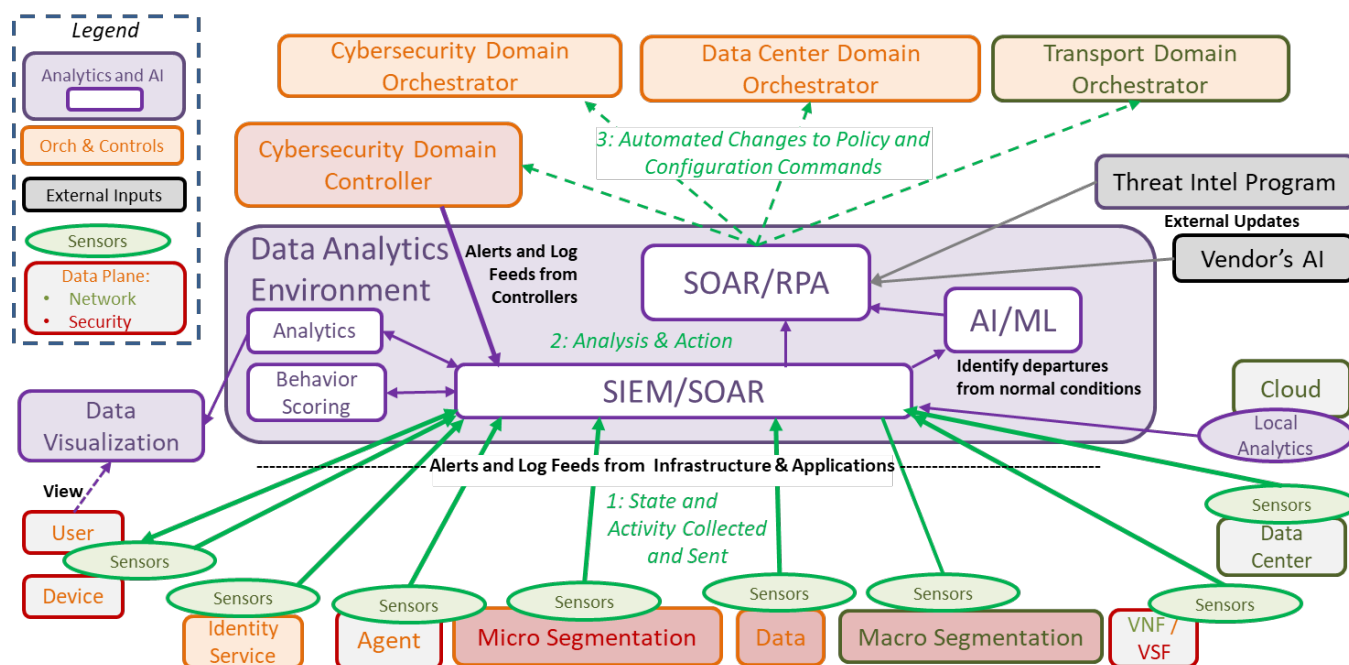 Legend
Analytics and AI
Orch & Controls
External Inputs
Sensors
Data Plane:
• Network
• Security
Cybersecurity Domain
Orchestrator
Data Center Domain
Orchestrator
Transport Domain
Orchestrator
Cybersecurity Domain
Controller
3: Automated Changes to Policy and
Configuration Commands
Threat Intel Program
External Updates
Vendor's AI
Data Analytics
Environment
Alerts and Log
Feeds from
Controllers
SOAR/RPA
AI/ML
Analytics
2: Analysis & Action
Identify departures
from normal conditions
Behavior
Scoring
SIEM/SOAR
Data
Visualization
Cloud
Local
Analytics
Alerts and Log Feeds from Infrastructure & Applications
View
1: State and
Activity Collected
and Sent
User
Sensors
Device
Sensors
Identity
Service
Sensors
Agent
Sensors
Micro Segmentation
Sensors
Data
Sensors
Macro Segmentation
Sensors
VNF /
VSF
Sensors
Data
Center